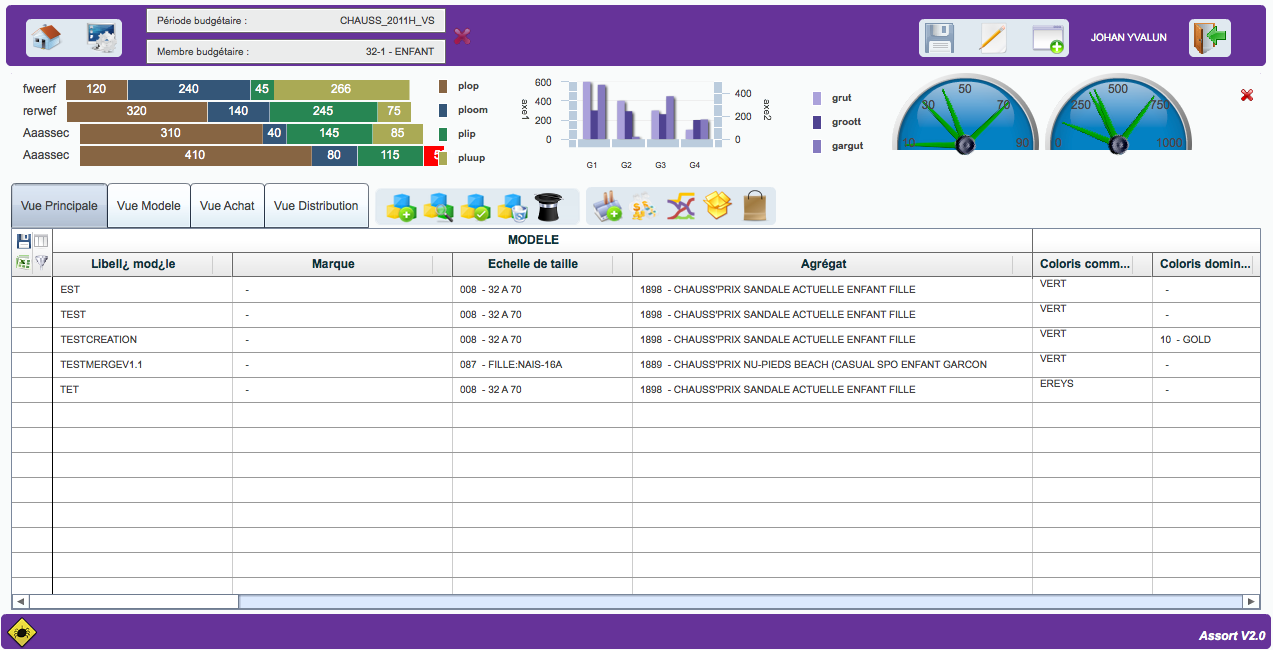 Période budgétaire : CHAUSS_2011H_VS
Membre budgétaire : 32-1 - ENFANT
JOHAN YVALUN
fweerf 120 240 45 266
rerwef 320 140 245 75
Aaassec 310 40 145 85
Aaassec 410 80 115
plop
ploom
plip
pluup
axe1
600
400
200
0
G1 G2 G3 G4
400
200
0
axe2
grut
groott
gargut
10 30 50 70 90
0 250 500 750 1000
Vue Principale Vue Modele Vue Achat Vue Distribution
MODELE
Libell¿ mod¿le Marque Echelle de taille Agrégat Coloris comm... Coloris domin...
EST - 008 - 32 A 70 1898 - CHAUSS'PRIX SANDALE ACTUELLE ENFANT FILLE VERT -
TEST - 008 - 32 A 70 1898 - CHAUSS'PRIX SANDALE ACTUELLE ENFANT FILLE VERT -
TESTCREATION - 008 - 32 A 70 1898 - CHAUSS'PRIX SANDALE ACTUELLE ENFANT FILLE VERT 10 - GOLD
TESTMERGEV1.1 - 087 - FILLE:NAIS-16A 1889 - CHAUSS'PRIX NU-PIEDS BEACH (CASUAL SPO ENFANT GARCON VERT -
TET - 008 - 32 A 70 1898 - CHAUSS'PRIX SANDALE ACTUELLE ENFANT FILLE EREYS -
Assort V2.0